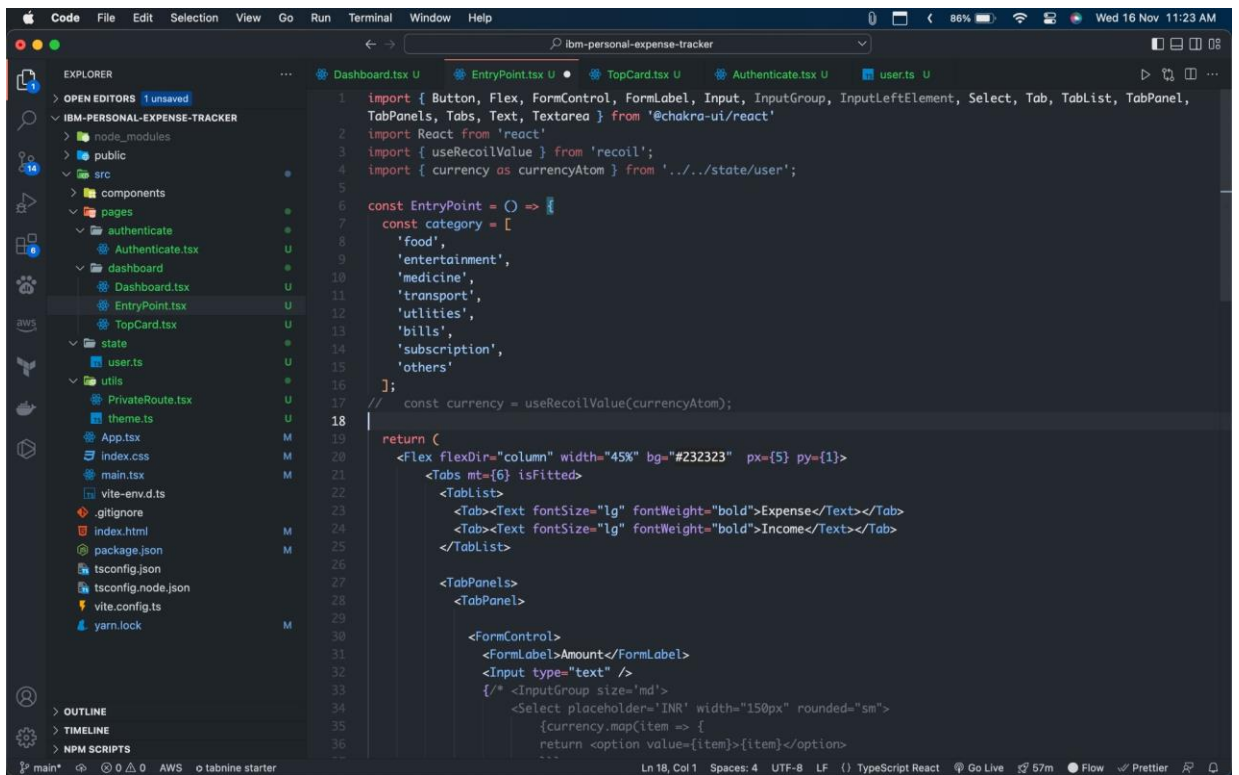 Code File Edit Selection View Go Run Terminal Window Help 86% Wed 16 Nov 11:23 AM
ibm-personal-expense-tracker
EXPLORER
Dashboard.tsx U EntryPoint.tsx U TopCard.tsx U Authenticate.tsx U user.ts U
OPEN EDITORS 1 unsaved
IBM-PERSONAL-EXPENSE-TRACKER
node_modules
public
src
components
pages
authenticate
Authenticate.tsx U
dashboard
Dashboard.tsx U
EntryPoint.tsx U
TopCard.tsx U
state
user.ts U
utils
PrivateRoute.tsx U
theme.ts U
App.tsx M
index.css M
main.tsx M
vite-env.d.ts
.gitignore
index.html M
package.json M
tsconfig.json
tsconfig.node.json
vite.config.ts
yarn.lock M
OUTLINE
TIMELINE
NPM SCRIPTS
1
14
6
aws
1 import { Button, Flex, FormControl, FormLabel, Input, InputGroup, InputLeftElement, Select, Tab, TabList, TabPanel,
TabPanels, Tabs, Text, Textarea } from '@chakra-ui/react'
2 import React from 'react'
3 import { useRecoilValue } from 'recoil';
4 import { currency as currencyAtom } from '../../state/user';
5
6 const EntryPoint = () => {
7 const category = [
8 'food',
9 'entertainment',
10 'medicine',
11 'transport',
12 'utlities',
13 'bills',
14 'subscription',
15 'others'
16 ];
17 // const currency = useRecoilValue(currencyAtom);
18
19 return (
20 <Flex flexDir="column" width="45%" bg="#232323" px={5} py={1}>
21 <Tabs mt={6} isFitted>
22 <TabList>
23 <Tab><Text fontSize="lg" fontWeight="bold">Expense</Text></Tab>
24 <Tab><Text fontSize="lg" fontWeight="bold">Income</Text></Tab>
25 </TabList>
26
27 <TabPanels>
28 <TabPanel>
29
30 <FormControl>
31 <FormLabel>Amount</FormLabel>
32 <Input type="text" />
33 {/* <InputGroup size='md'>
34 <Select placeholder='INR' width="150px" rounded="sm">
35 {currency.map(item => {
36 return <option value={item}>{item}</option>
main* 0 0 AWS tabnine starter Ln 18, Col 1 Spaces: 4 UTF-8 LF {} TypeScript React Go Live 57m Flow Prettier